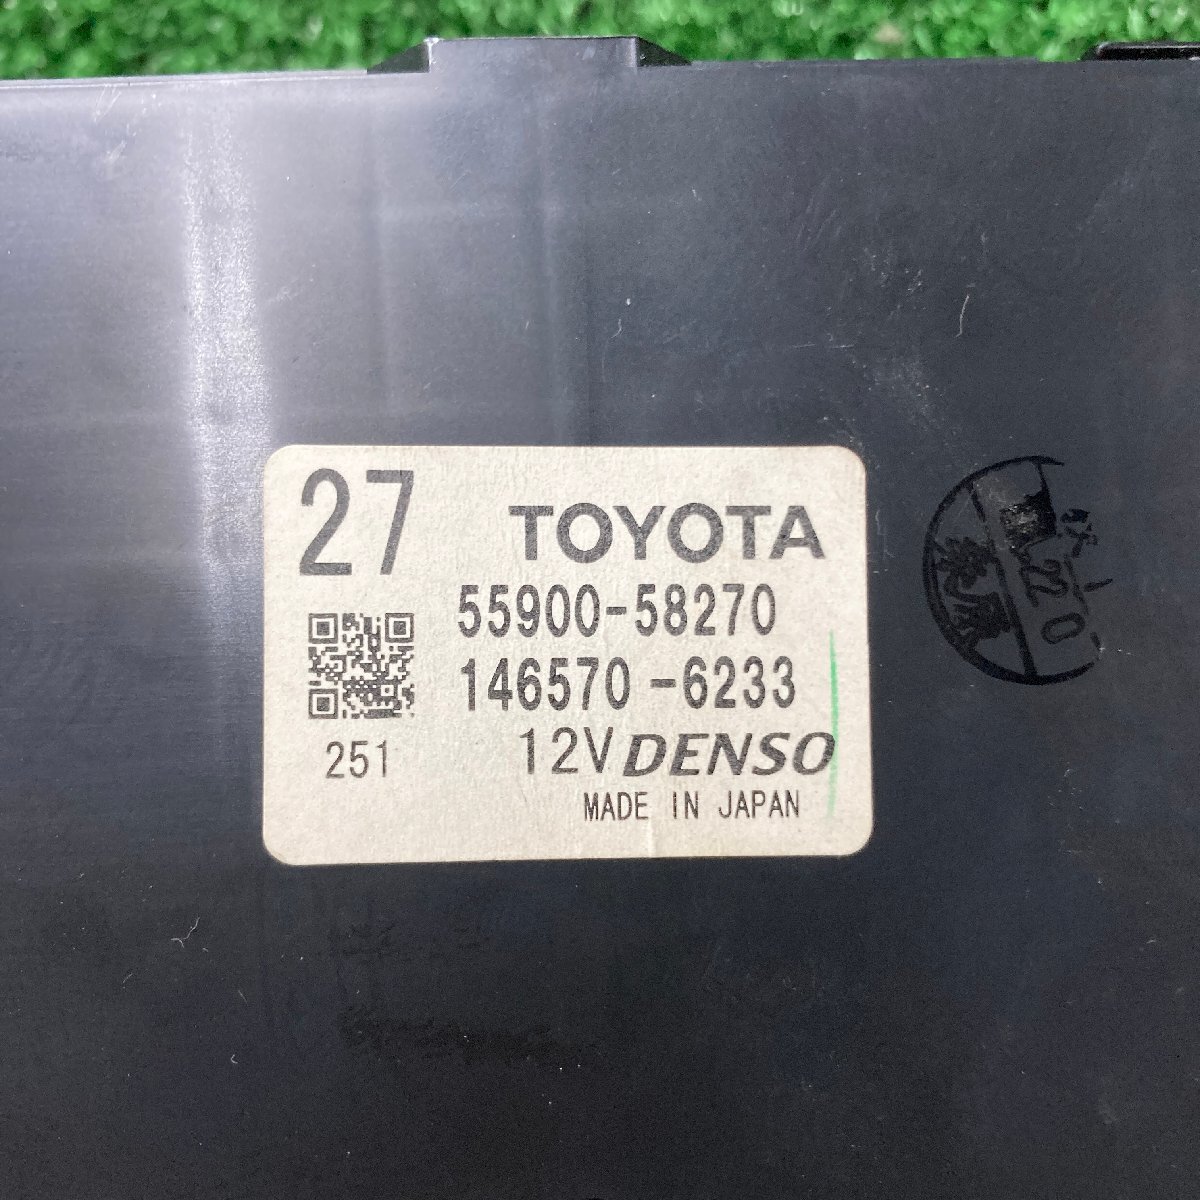 27 TOYOTA
55900-58270
146570-6233
251 12V DENSO
MADE IN JAPAN